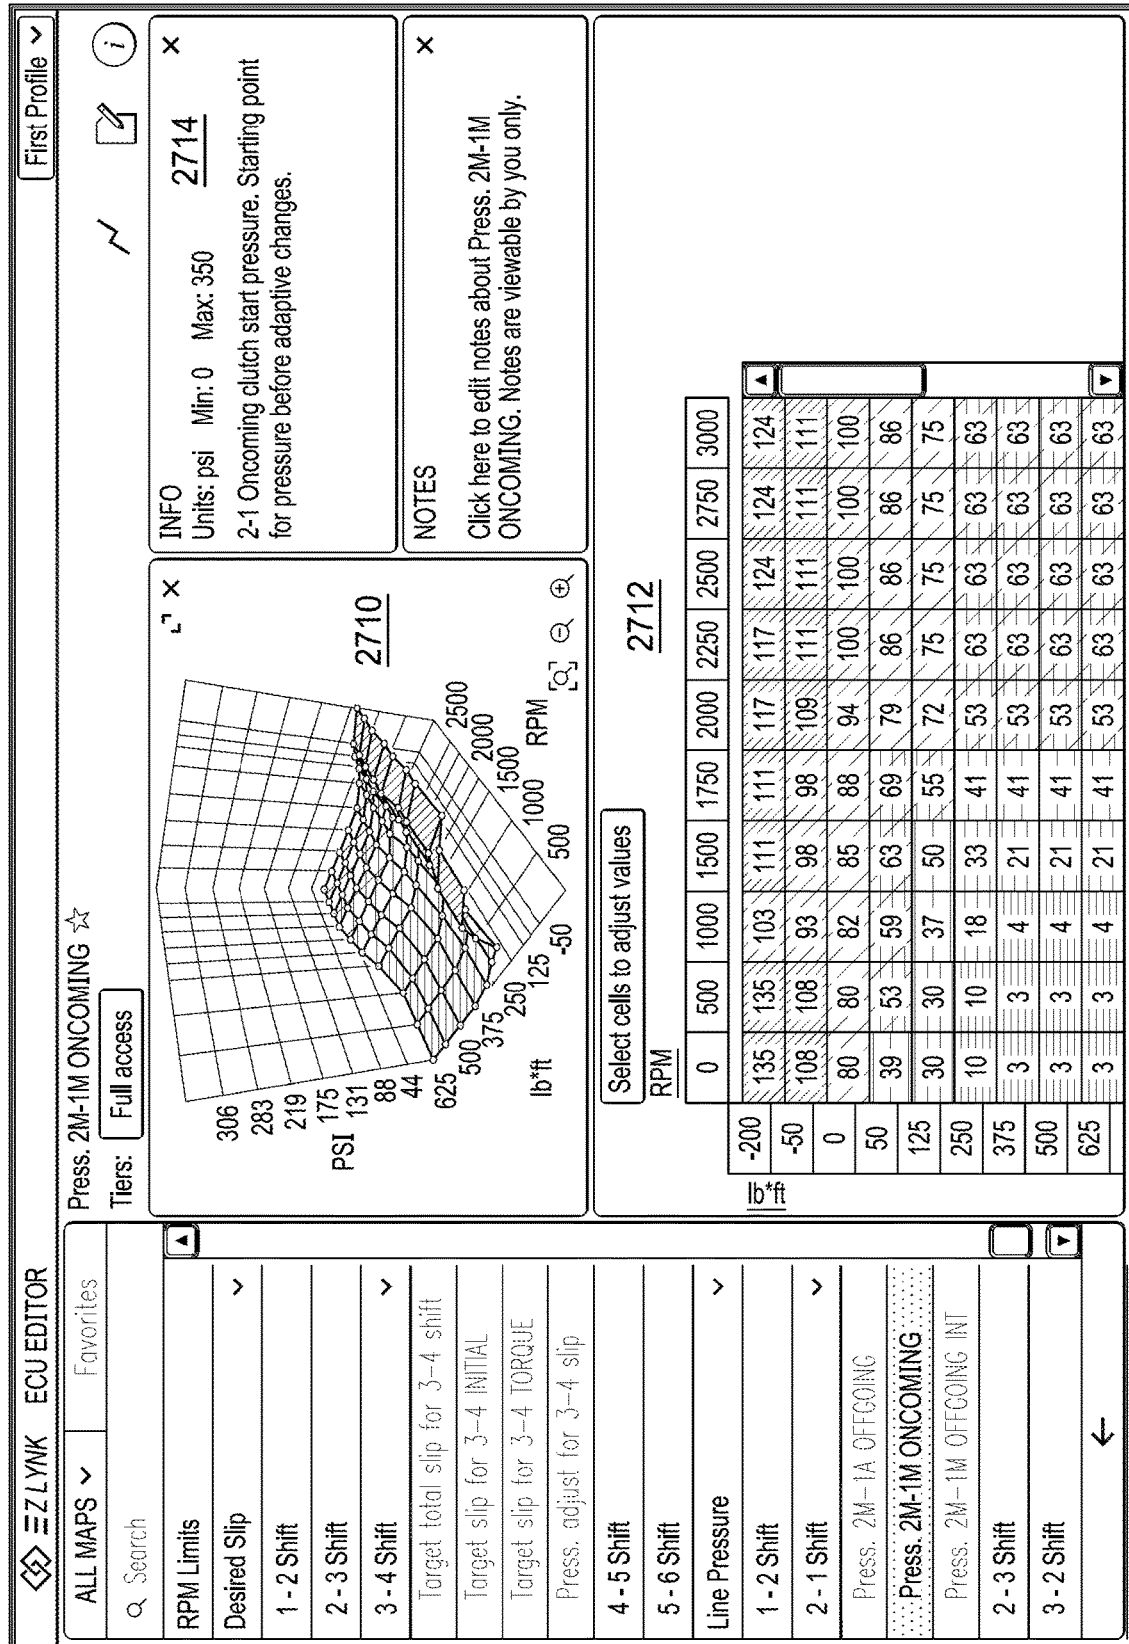 EZ LYNK ECU EDITOR
First Profile
ALL MAPS
Favorites
Search
RPM Limits
Desired Slip
1 - 2 Shift
2 - 3 Shift
3 - 4 Shift
Target total slip for 3-4 shift
Target slip for 3-4 INITIAL
Target slip for 3-4 TORQUE
Press. adjust for 3-4 slip
4 - 5 Shift
5 - 6 Shift
Line Pressure
1 - 2 Shift
2 - 1 Shift
Press. 2M-1A OFFGOING
Press. 2M-1M ONCOMING
Press. 2M-1M OFFGOING INT
2 - 3 Shift
3 - 2 Shift
Press. 2M-1M ONCOMING
Tiers: Full access
306
283
219
175
131
88
44
PSI
625
500
375
250
125
-50
lb*ft
500
1000
1500
2000
2500
RPM
2710
INFO
2714
Units: psi Min: 0 Max: 350
2-1 Oncoming clutch start pressure. Starting point
for pressure before adaptive changes.
NOTES
Click here to edit notes about Press. 2M-1M
ONCOMING. Notes are viewable by you only.
Select cells to adjust values
2712
RPM
0 500 1000 1500 1750 2000 2250 2500 2750 3000
lb*ft
-200 135 135 103 111 111 117 117 124 124 124
-50 108 108 93 98 98 109 111 111 111 111
0 80 80 82 85 88 94 100 100 100 100
50 39 53 59 63 69 79 86 86 86 86
125 30 30 37 50 55 72 75 75 75 75
250 10 10 18 33 41 53 63 63 63 63
375 3 3 4 21 41 53 63 63 63 63
500 3 3 4 21 41 53 63 63 63 63
625 3 3 4 21 41 53 63 63 63 63